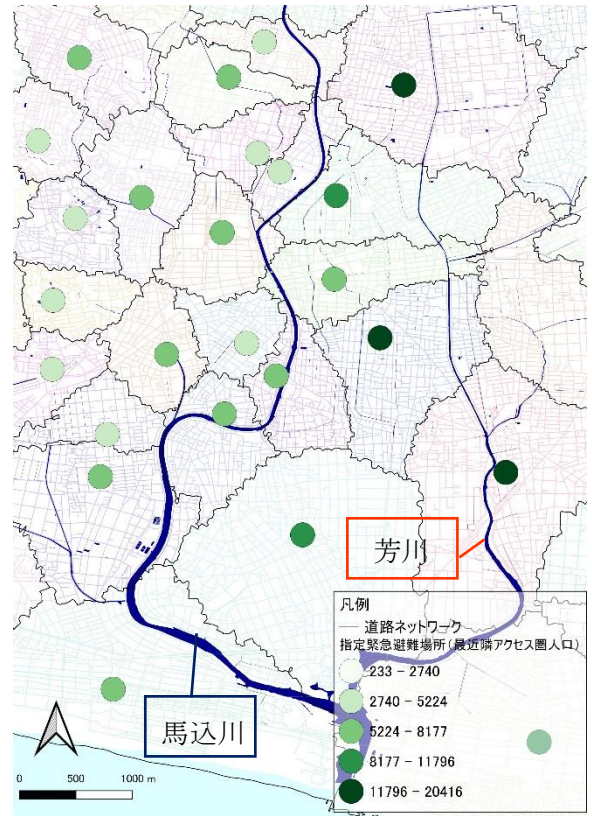 芳川
馬込川
凡例
道路ネットワーク
指定緊急避難場所(最近隣アクセス圏人口)
233 - 2740
2740 - 5224
5224 - 8177
8177 - 11796
11796 - 20416
0 500 1000 m